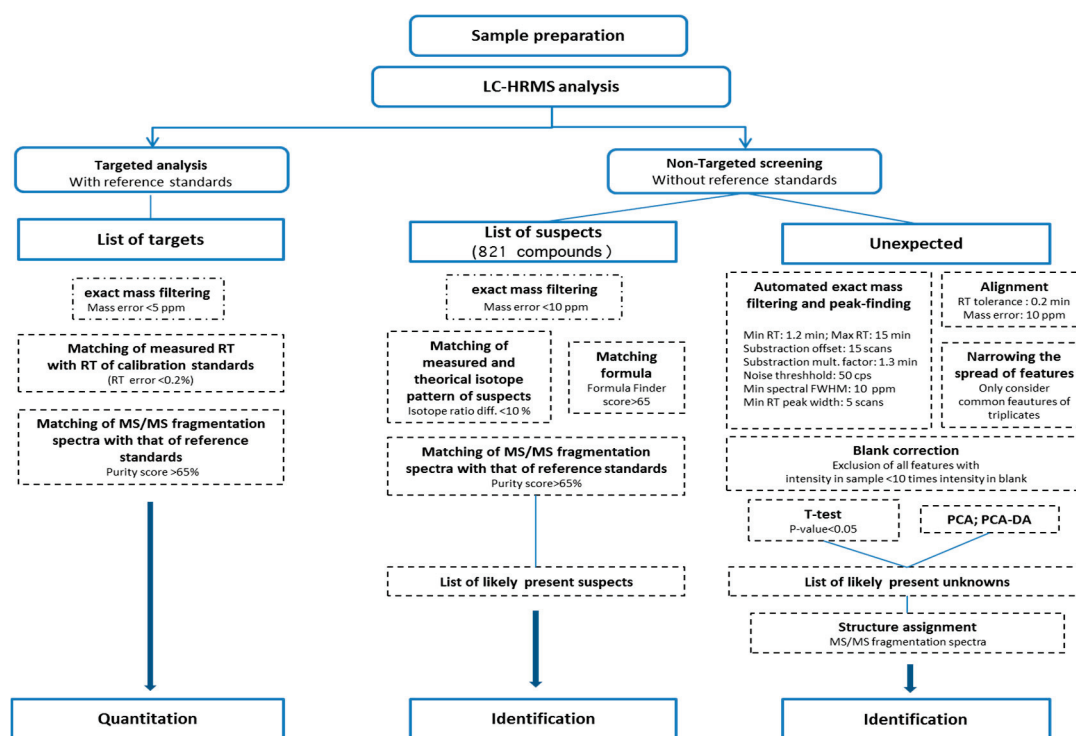 Sample preparation
LC-HRMS analysis
Targeted analysis
With reference standards
Non-Targeted screening
Without reference standards
List of targets
List of suspects
(821 compounds)
Unexpected
exact mass filtering
Mass error <5 ppm
Matching of measured RT
with RT of calibration standards
(RT error <0.2%)
Matching of MS/MS fragmentation
spectra with that of reference
standards
Purity score >65%
exact mass filtering
Mass error <10 ppm
Matching of
measured and
theorical isotope
pattern of suspects
Isotope ratio diff. <10 %
Matching
formula
Formula Finder
score>65
Matching of MS/MS fragmentation
spectra with that of reference standards
Purity score>65%
List of likely present suspects
Automated exact mass
filtering and peak-finding
Min RT: 1.2 min; Max RT: 15 min
Substraction offset: 15 scans
Substraction mult. factor: 1.3 min
Noise threshhold: 50 cps
Min spectral FWHM: 10 ppm
Min RT peak width: 5 scans
Alignment
RT tolerance : 0.2 min
Mass error: 10 ppm
Narrowing the
spread of features
Only consider
common feautures of
triplicates
Blank correction
Exclusion of all features with
intensity in sample <10 times intensity in blank
T-test
P-value<0.05
PCA; PCA-DA
List of likely present unknowns
Structure assignment
MS/MS fragmentation spectra
Quantitation
Identification
Identification